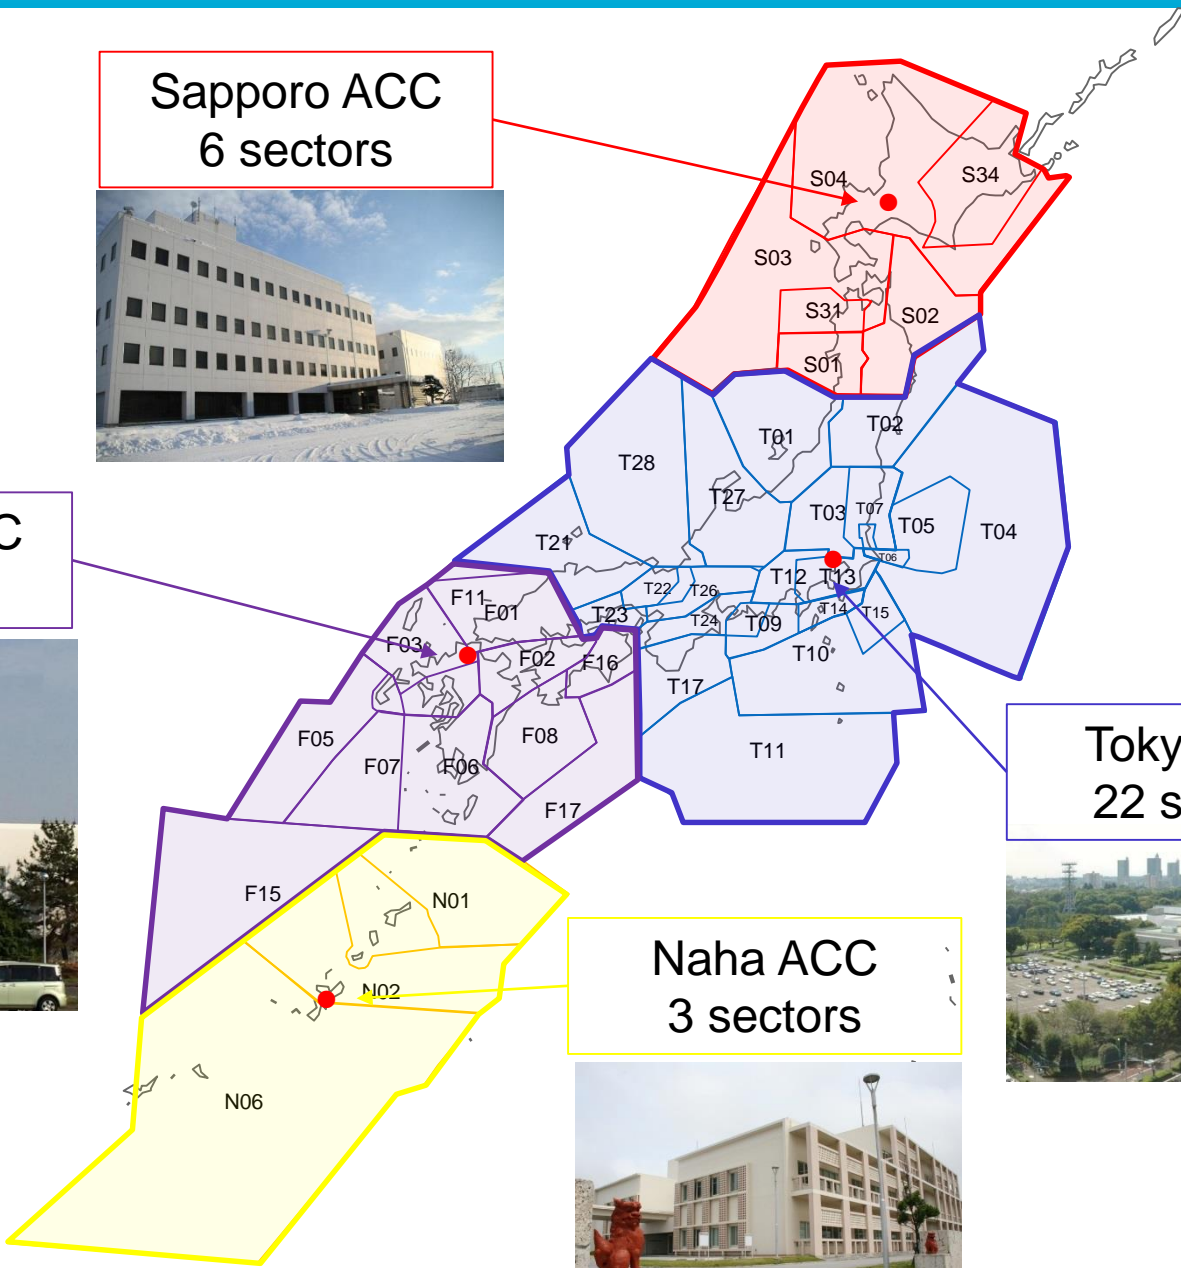 Sapporo ACC
6 sectors
S04
S34
S03
S31
S02
S01
T01
T02
T28
T27
T03
T07
T05
T04
T21
T06
T12
T13
T22
T26
T23
T24
T09
T14
T15
T10
T17
T11
C
F11
F01
F03
F02
F16
F05
F07
F06
F08
F17
F15
Toky
22 s
N01
N02
N06
Naha ACC
3 sectors